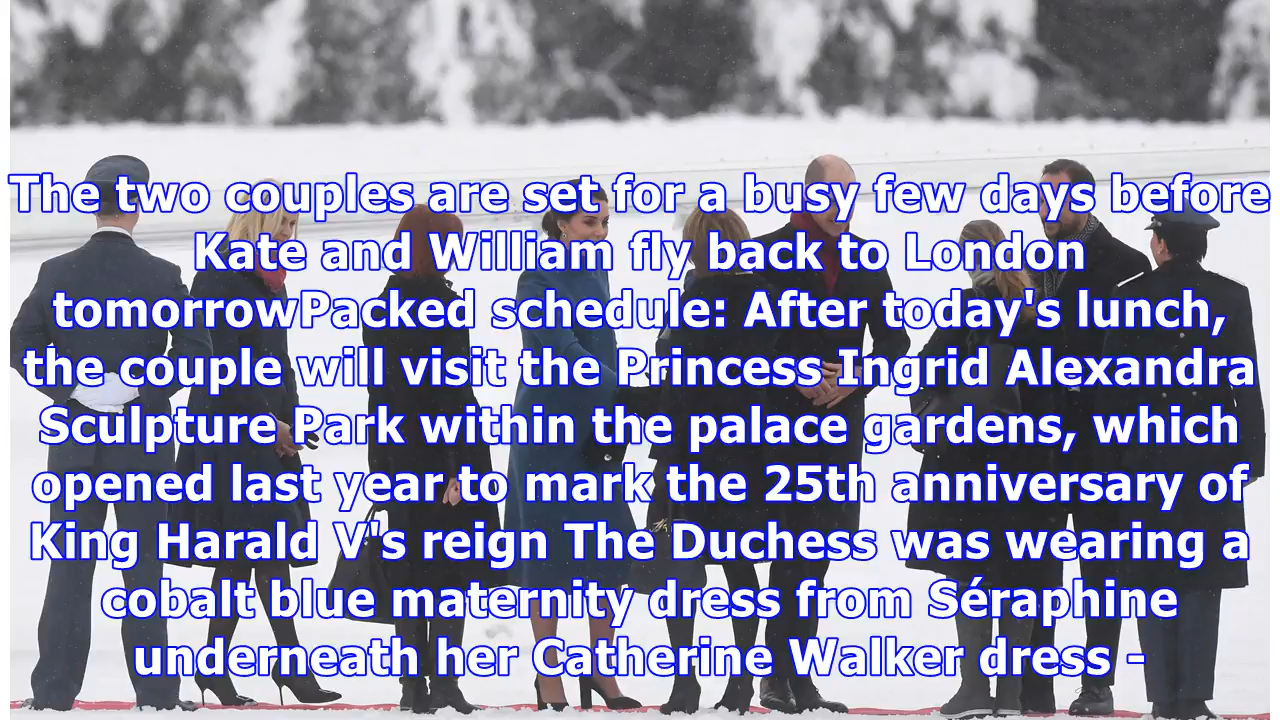 The two couples are set for a busy few days before
Kate and William fly back to London
tomorrowPacked schedule: After today's lunch,
the couple will visit the Princess Ingrid Alexandra
Sculpture Park within the palace gardens, which
opened last year to mark the 25th anniversary of
King Harald V's reign The Duchess was wearing a
cobalt blue maternity dress from Séraphine
underneath her Catherine Walker dress -